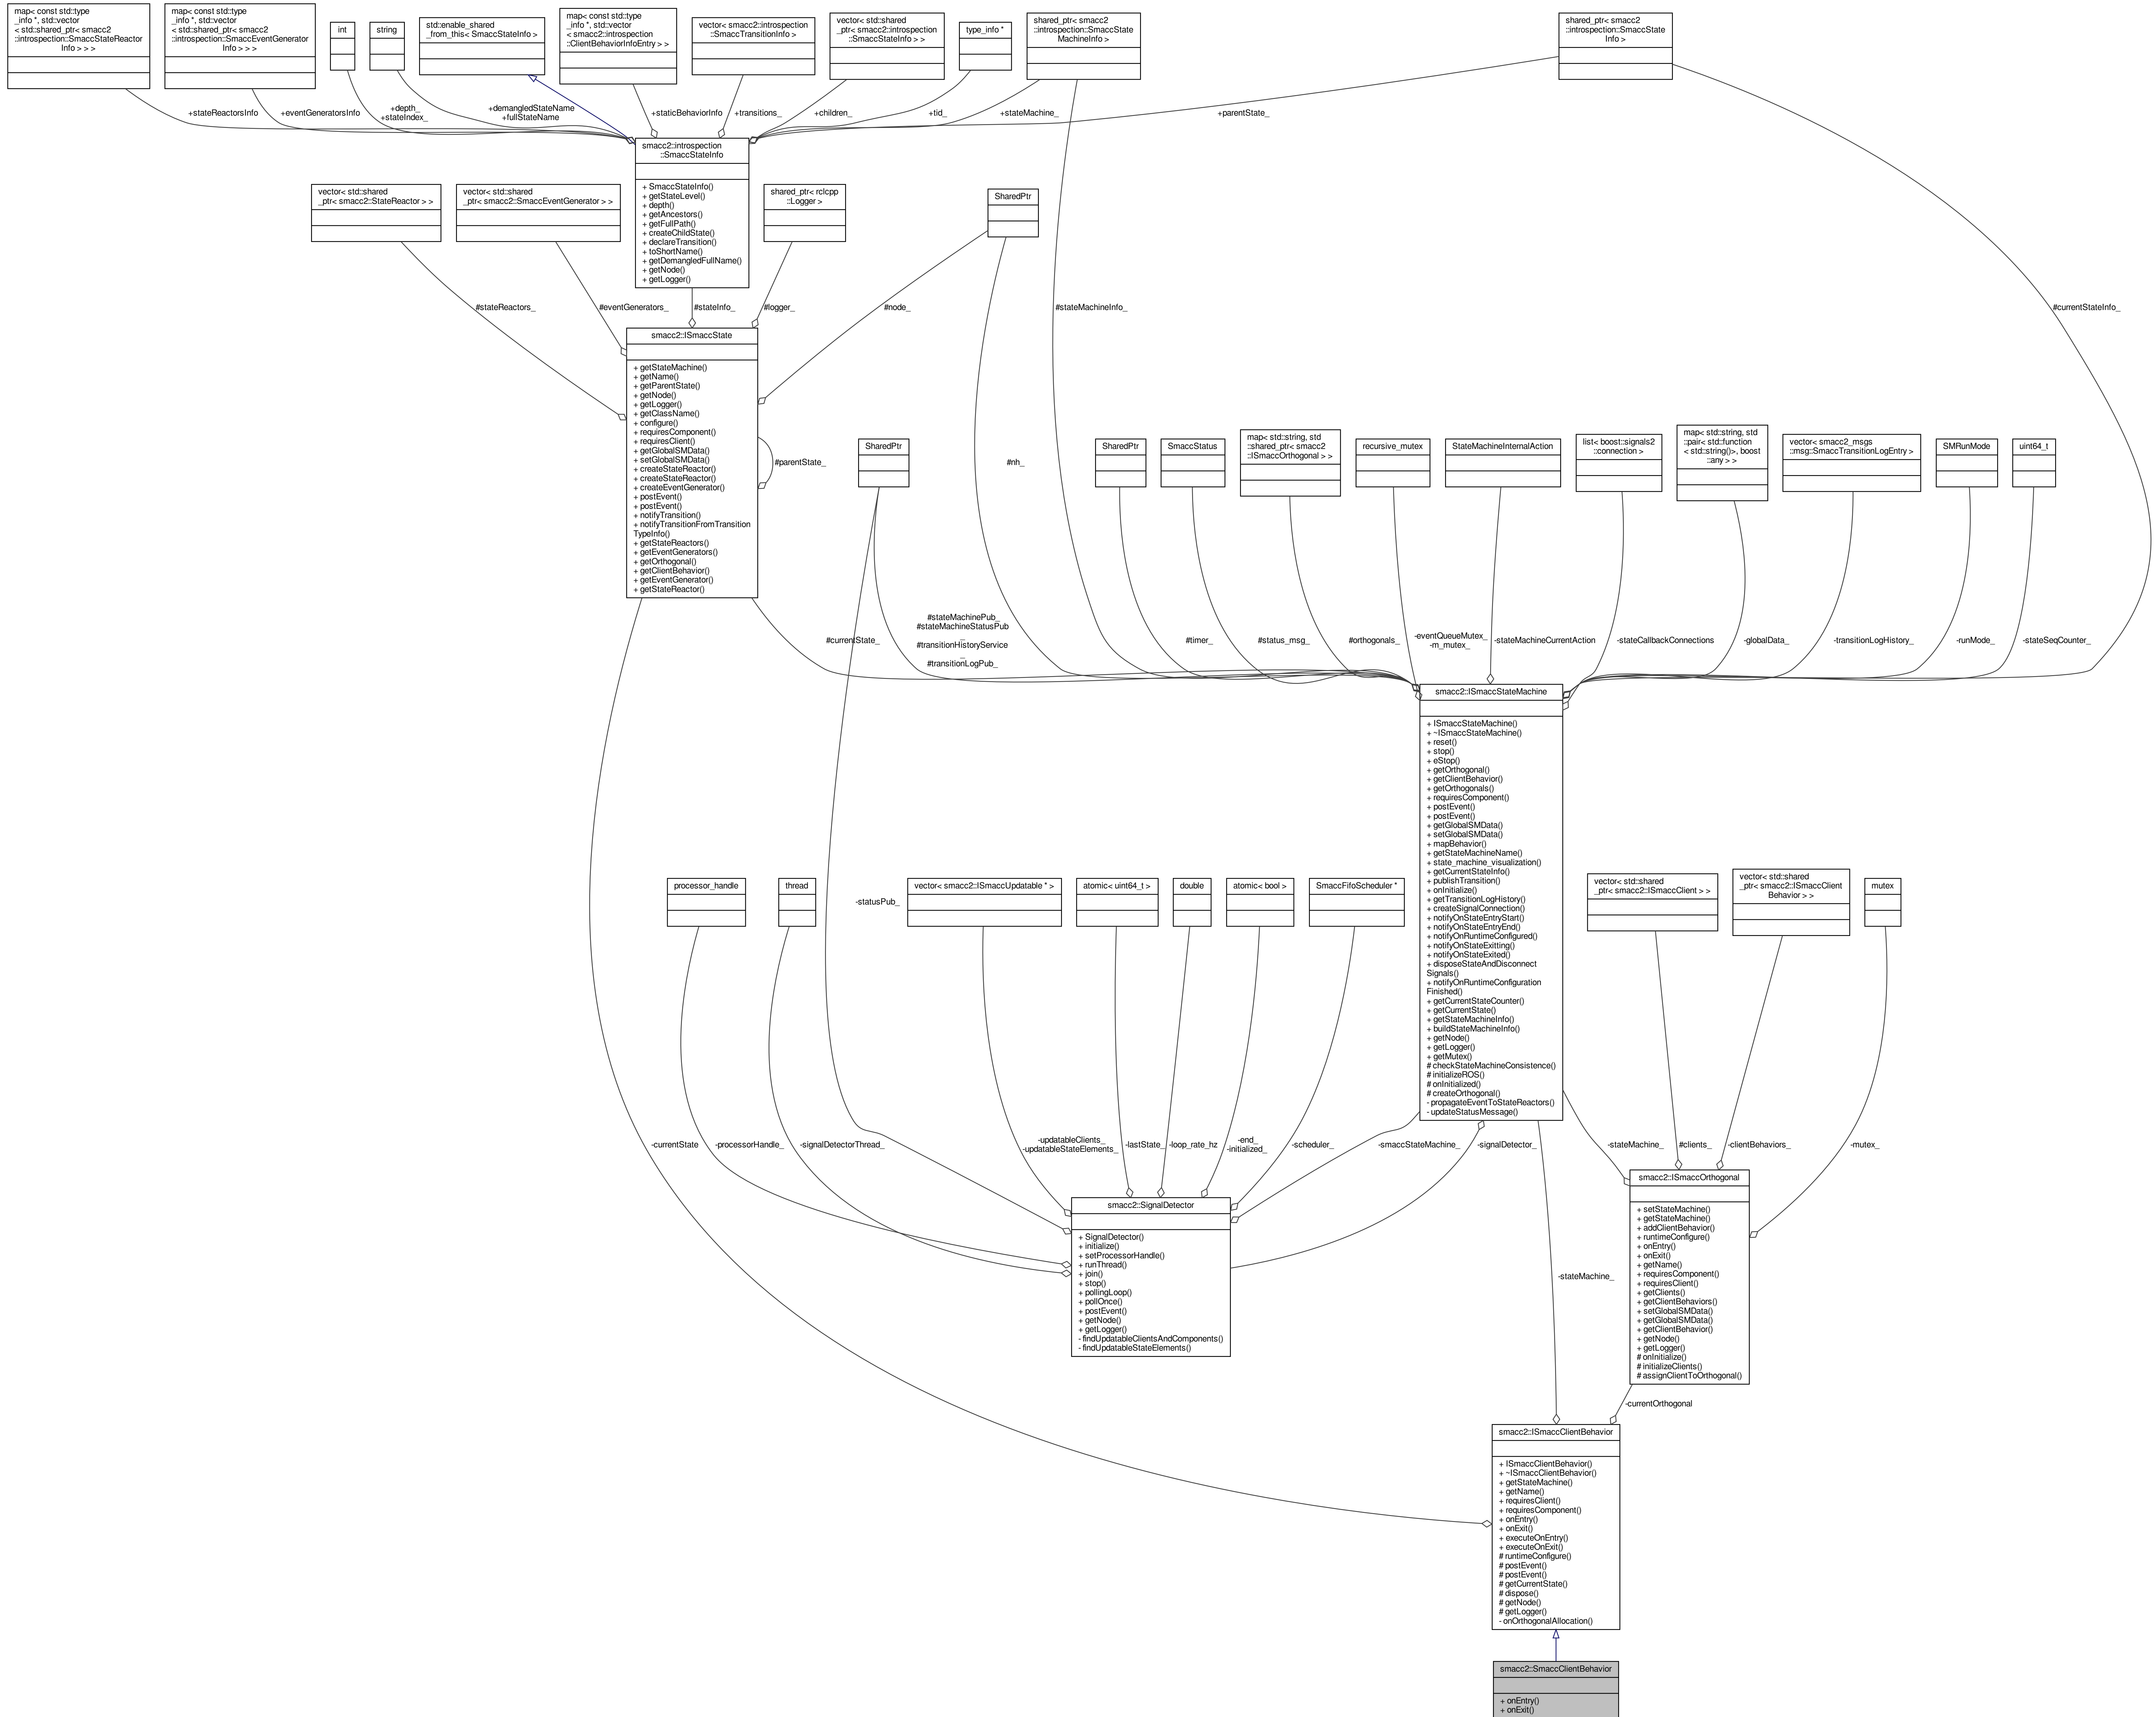 map< const std::type
_info *, std::vector
< std::shared_ptr< smacc2
::introspection::SmaccStateReactor
Info > > >
map< const std::type
_info *, std::vector
< std::shared_ptr< smacc2
::introspection::SmaccEventGenerator
Info > > >
int
string
std::enable_shared
_from_this< SmaccStateInfo >
map< const std::type
_info *, std::vector
< smacc2::introspection
::ClientBehaviorInfoEntry > >
vector< smacc2::introspection
::SmaccTransitionInfo >
vector< std::shared
_ptr< smacc2::introspection
::SmaccStateInfo > >
type_info *
shared_ptr< smacc2
::introspection::SmaccState
MachineInfo >
shared_ptr< smacc2
::introspection::SmaccState
Info >
+stateReactorsInfo
+eventGeneratorsInfo
+depth_
+stateIndex_
+demangledStateName
+fullStateName
+staticBehaviorInfo
+transitions_
+children_
+tid_
+stateMachine_
+parentState_
smacc2::introspection
::SmaccStateInfo
+ SmaccStateInfo()
+ getStateLevel()
+ depth()
+ getAncestors()
+ getFullPath()
+ createChildState()
+ declareTransition()
+ toShortName()
+ getDemangledFullName()
+ getNode()
+ getLogger()
vector< std::shared
_ptr< smacc2::StateReactor > >
vector< std::shared
_ptr< smacc2::SmaccEventGenerator > >
shared_ptr< rclcpp
::Logger >
SharedPtr
#stateReactors_
#eventGenerators_
#stateInfo_
#logger_
#node_
#stateMachineInfo_
#currentStateInfo_
smacc2::ISmaccState
+ getStateMachine()
+ getName()
+ getParentState()
+ getNode()
+ getLogger()
+ getClassName()
+ configure()
+ requiresComponent()
+ requiresClient()
+ getGlobalSMData()
+ setGlobalSMData()
+ createStateReactor()
+ createStateReactor()
+ createEventGenerator()
+ postEvent()
+ postEvent()
+ notifyTransition()
+ notifyTransitionFromTransition
TypeInfo()
+ getStateReactors()
+ getEventGenerators()
+ getOrthogonal()
+ getClientBehavior()
+ getEventGenerator()
+ getStateReactor()
#parentState_
SharedPtr
#nh_
SharedPtr
SmaccStatus
map< std::string, std
::shared_ptr< smacc2
::ISmaccOrthogonal > >
recursive_mutex
StateMachineInternalAction
list< boost::signals2
::connection >
map< std::string, std
::pair< std::function
< std::string()>, boost
::any > >
vector< smacc2_msgs
::msg::SmaccTransitionLogEntry >
SMRunMode
uint64_t
#currentState_
#stateMachinePub_
#stateMachineStatusPub
_
#transitionHistoryService
_
#transitionLogPub_
#timer_
#status_msg_
#orthogonals_
-eventQueueMutex_
-m_mutex_
-stateMachineCurrentAction
-stateCallbackConnections
-globalData_
-transitionLogHistory_
-runMode_
-stateSeqCounter_
smacc2::ISmaccStateMachine
+ ISmaccStateMachine()
+ ~ISmaccStateMachine()
+ reset()
+ stop()
+ eStop()
+ getOrthogonal()
+ getClientBehavior()
+ getOrthogonals()
+ requiresComponent()
+ postEvent()
+ postEvent()
+ getGlobalSMData()
+ setGlobalSMData()
+ mapBehavior()
+ getStateMachineName()
+ state_machine_visualization()
+ getCurrentStateInfo()
+ publishTransition()
+ onInitialize()
+ getTransitionLogHistory()
+ createSignalConnection()
+ notifyOnStateEntryStart()
+ notifyOnStateEntryEnd()
+ notifyOnRuntimeConfigured()
+ notifyOnStateExitting()
+ notifyOnStateExited()
+ disposeStateAndDisconnect
Signals()
+ notifyOnRuntimeConfiguration
Finished()
+ getCurrentStateCounter()
+ getCurrentState()
+ getStateMachineInfo()
+ buildStateMachineInfo()
+ getNode()
+ getLogger()
+ getMutex()
# checkStateMachineConsistence()
# initializeROS()
# onInitialized()
# createOrthogonal()
- propagateEventToStateReactors()
- updateStatusMessage()
processor_handle
thread
-statusPub_
vector< smacc2::ISmaccUpdatable * >
atomic< uint64_t >
double
atomic< bool >
SmaccFifoScheduler *
vector< std::shared
_ptr< smacc2::ISmaccClient > >
vector< std::shared
_ptr< smacc2::ISmaccClient
Behavior > >
mutex
-currentState
-processorHandle_
-signalDetectorThread_
-updatableClients_
-updatableStateElements_
-lastState_
-loop_rate_hz
-end_
-initialized_
-scheduler_
-smaccStateMachine_
-signalDetector_
-stateMachine_
#clients_
-clientBehaviors_
-mutex_
smacc2::SignalDetector
+ SignalDetector()
+ initialize()
+ setProcessorHandle()
+ runThread()
+ join()
+ stop()
+ pollingLoop()
+ pollOnce()
+ postEvent()
+ getNode()
+ getLogger()
- findUpdatableClientsAndComponents()
- findUpdatableStateElements()
-stateMachine_
smacc2::ISmaccOrthogonal
+ setStateMachine()
+ getStateMachine()
+ addClientBehavior()
+ runtimeConfigure()
+ onEntry()
+ onExit()
+ getName()
+ requiresComponent()
+ requiresClient()
+ getClients()
+ getClientBehaviors()
+ setGlobalSMData()
+ getGlobalSMData()
+ getClientBehavior()
+ getNode()
+ getLogger()
# onInitialize()
# initializeClients()
# assignClientToOrthogonal()
-currentOrthogonal
smacc2::ISmaccClientBehavior
+ ISmaccClientBehavior()
+ ~ISmaccClientBehavior()
+ getStateMachine()
+ getName()
+ requiresClient()
+ requiresComponent()
+ onEntry()
+ onExit()
+ executeOnEntry()
+ executeOnExit()
# runtimeConfigure()
# postEvent()
# postEvent()
# getCurrentState()
# dispose()
# getNode()
# getLogger()
- onOrthogonalAllocation()
smacc2::SmaccClientBehavior
+ onEntry()
+ onExit()